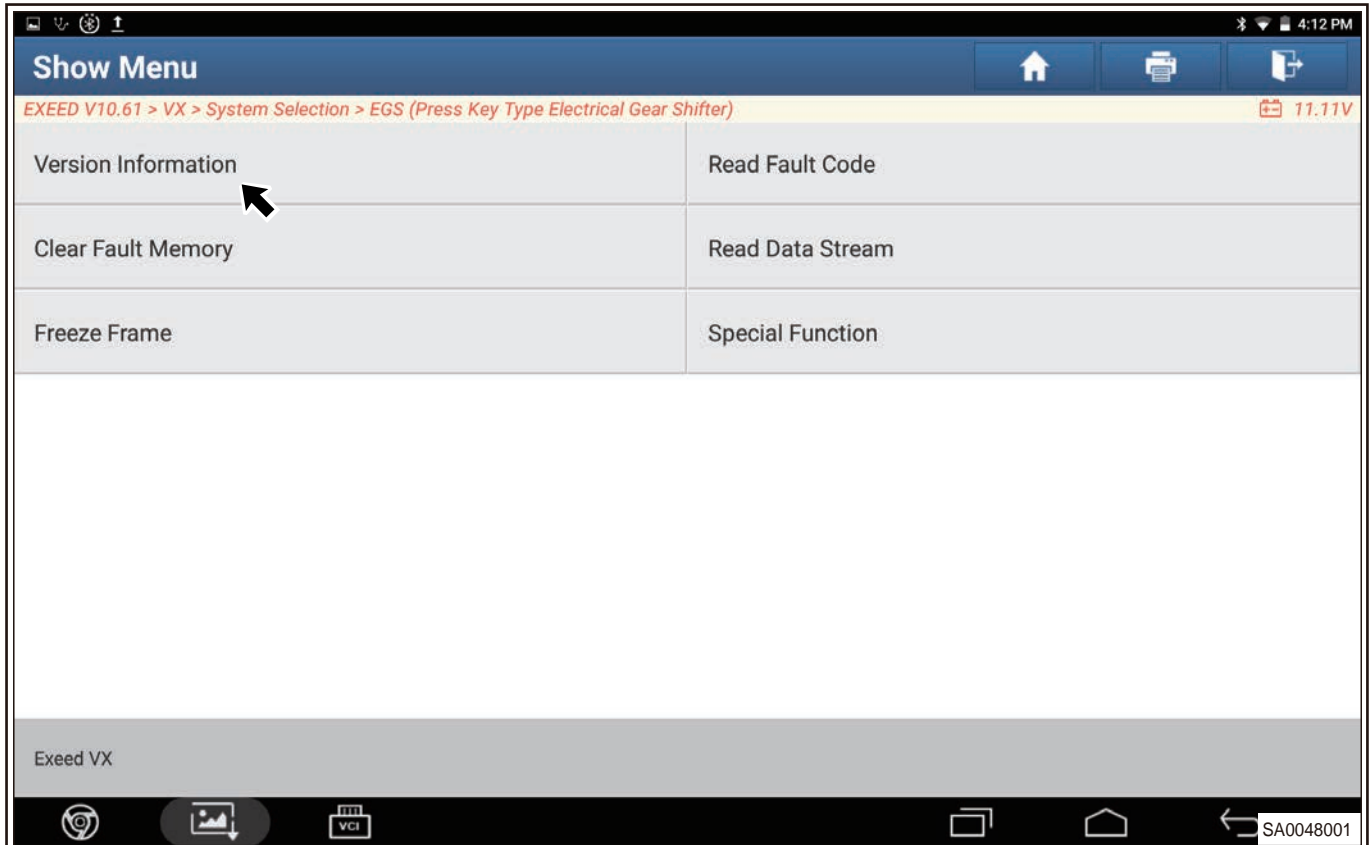 4:12 PM
Show Menu
EXEED V10.61 > VX > System Selection > EGS (Press Key Type Electrical Gear Shifter)
11.11V
Version Information
Read Fault Code
Clear Fault Memory
Read Data Stream
Freeze Frame
Special Function
Exeed VX
VCI
SA0048001